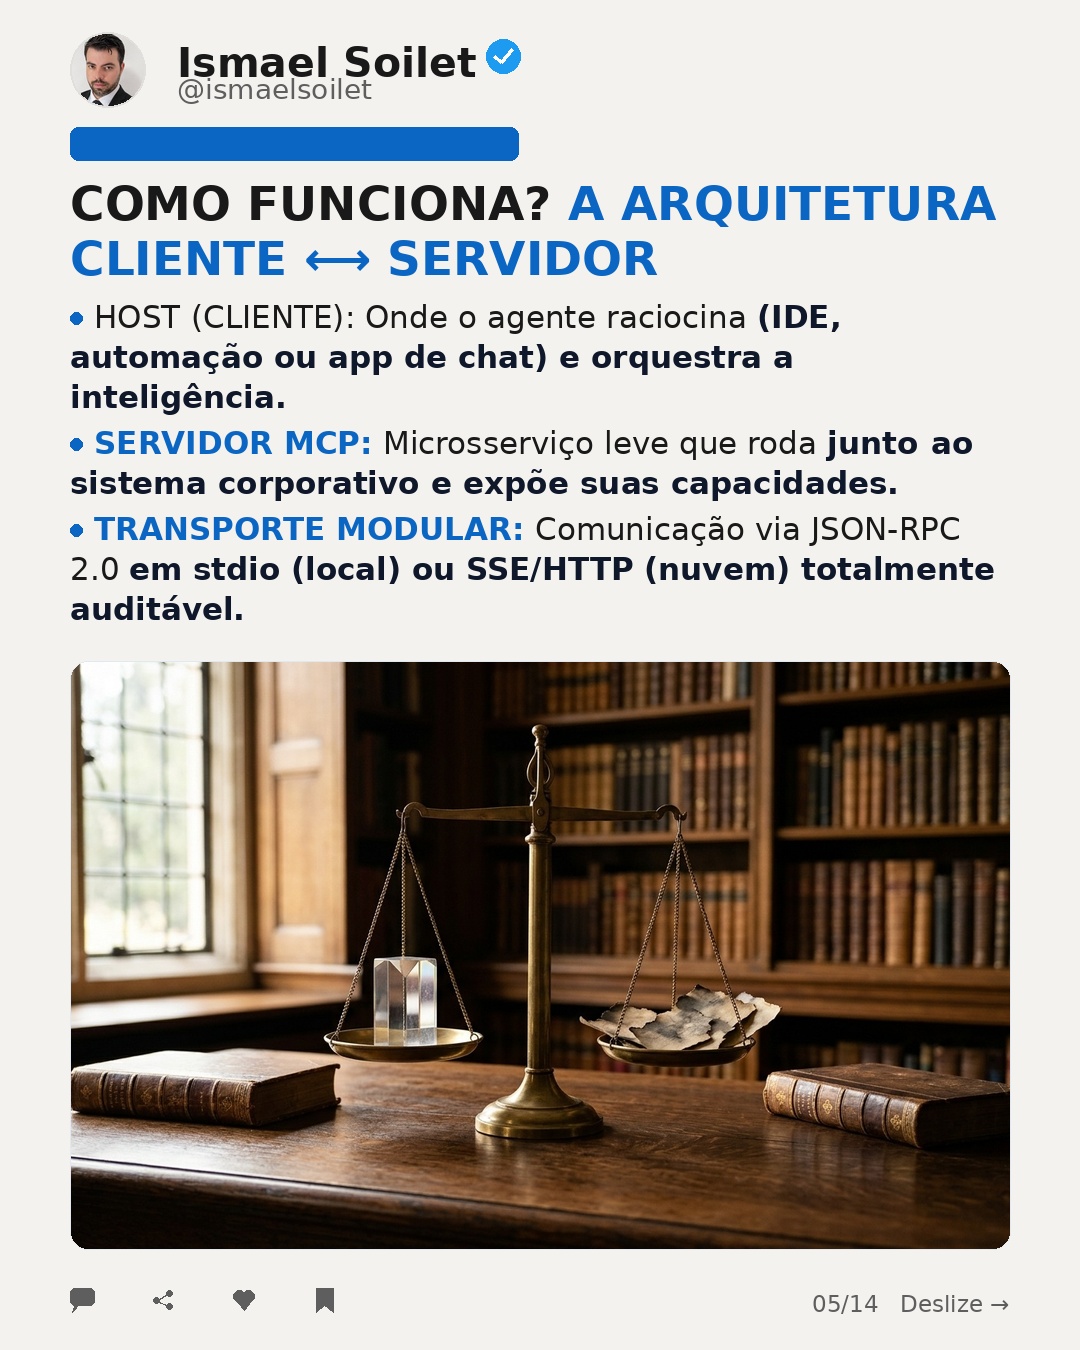 Ismael Soilet
@ismaelsoilet
COMO FUNCIONA? A ARQUITETURA
CLIENTE ⟷ SERVIDOR
• HOST (CLIENTE): Onde o agente raciocina (IDE,
automação ou app de chat) e orquestra a
inteligência.
• SERVIDOR MCP: Microsserviço leve que roda junto ao
sistema corporativo e expõe suas capacidades.
• TRANSPORTE MODULAR: Comunicação via JSON-RPC
2.0 em stdio (local) ou SSE/HTTP (nuvem) totalmente
auditável.
05/14 Deslize →